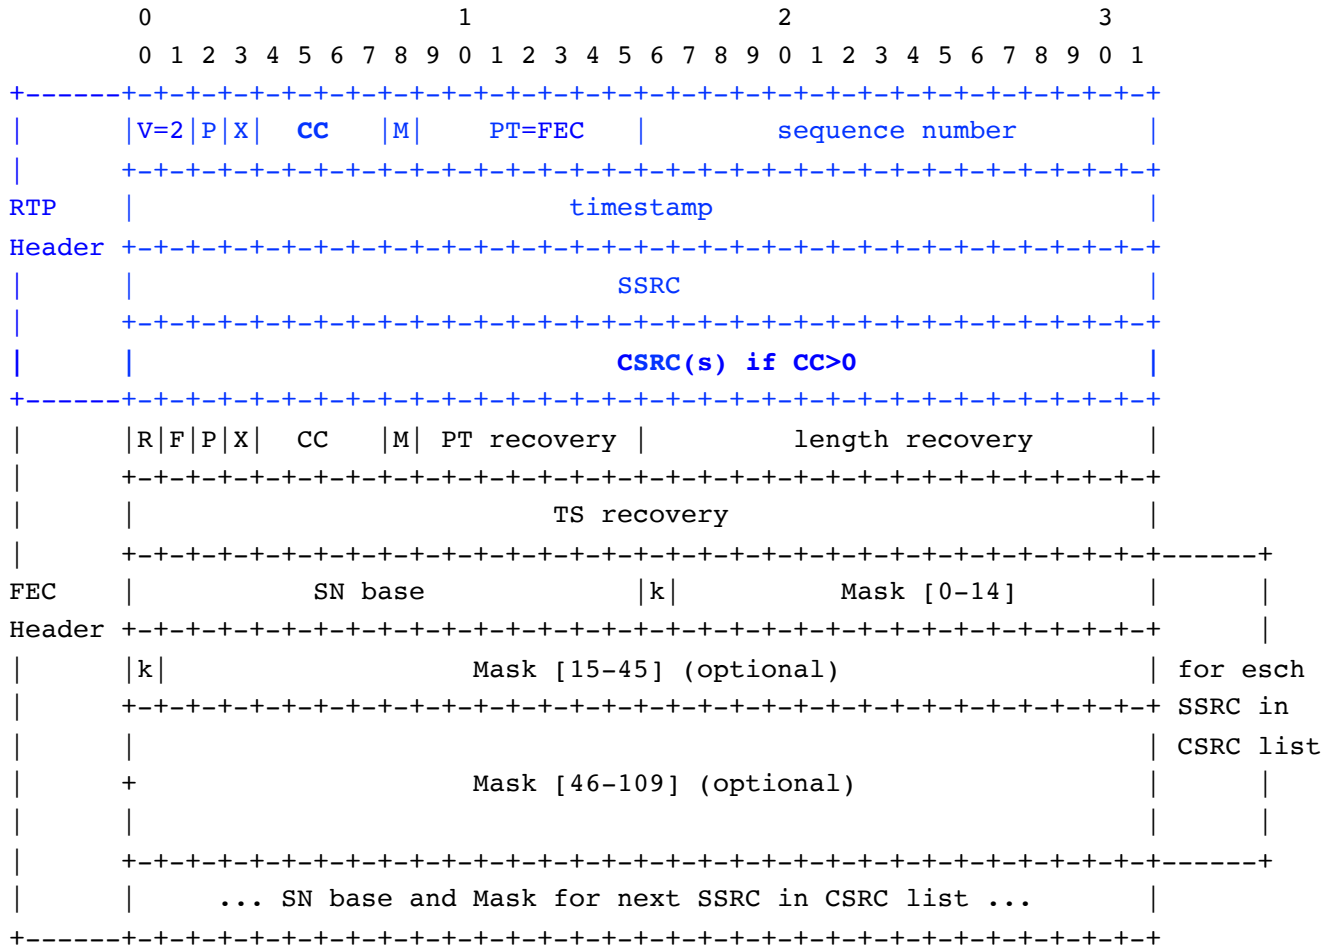 0                   1                   2                   3
0 1 2 3 4 5 6 7 8 9 0 1 2 3 4 5 6 7 8 9 0 1 2 3 4 5 6 7 8 9 0 1
+------+-+-+-+-+-+-+-+-+-+-+-+-+-+-+-+-+-+-+-+-+-+-+-+-+-+-+-+-+-+-+-+-+
|      |V=2|P|X|  CC   |M|    PT=FEC   |        sequence number        |
|      +-+-+-+-+-+-+-+-+-+-+-+-+-+-+-+-+-+-+-+-+-+-+-+-+-+-+-+-+-+-+-+-+
RTP    |                           timestamp                           |
Header +-+-+-+-+-+-+-+-+-+-+-+-+-+-+-+-+-+-+-+-+-+-+-+-+-+-+-+-+-+-+-+-+
|      |                              SSRC                             |
|      +-+-+-+-+-+-+-+-+-+-+-+-+-+-+-+-+-+-+-+-+-+-+-+-+-+-+-+-+-+-+-+-+
|      |                              CSRC(s) if CC>0                  |
+------+-+-+-+-+-+-+-+-+-+-+-+-+-+-+-+-+-+-+-+-+-+-+-+-+-+-+-+-+-+-+-+-+
|      |R|F|P|X|  CC   |M| PT recovery |         length recovery       |
|      +-+-+-+-+-+-+-+-+-+-+-+-+-+-+-+-+-+-+-+-+-+-+-+-+-+-+-+-+-+-+-+-+
|      |                          TS recovery                          |
|      +-+-+-+-+-+-+-+-+-+-+-+-+-+-+-+-+-+-+-+-+-+-+-+-+-+-+-+-+-+-+-+-+------+
FEC    |           SN base             |k|          Mask [0-14]        |      |
Header +-+-+-+-+-+-+-+-+-+-+-+-+-+-+-+-+-+-+-+-+-+-+-+-+-+-+-+-+-+-+-+-+      |
|      |k|                   Mask [15-45] (optional)                   | for esch
|      +-+-+-+-+-+-+-+-+-+-+-+-+-+-+-+-+-+-+-+-+-+-+-+-+-+-+-+-+-+-+-+-+ SSRC in
|      |                                                               | CSRC list
|      +                     Mask [46-109] (optional)                  |      |
|      |                                                               |      |
|      +-+-+-+-+-+-+-+-+-+-+-+-+-+-+-+-+-+-+-+-+-+-+-+-+-+-+-+-+-+-+-+-+------+
|      |     ... SN base and Mask for next SSRC in CSRC list ...       |
+------+-+-+-+-+-+-+-+-+-+-+-+-+-+-+-+-+-+-+-+-+-+-+-+-+-+-+-+-+-+-+-+-+